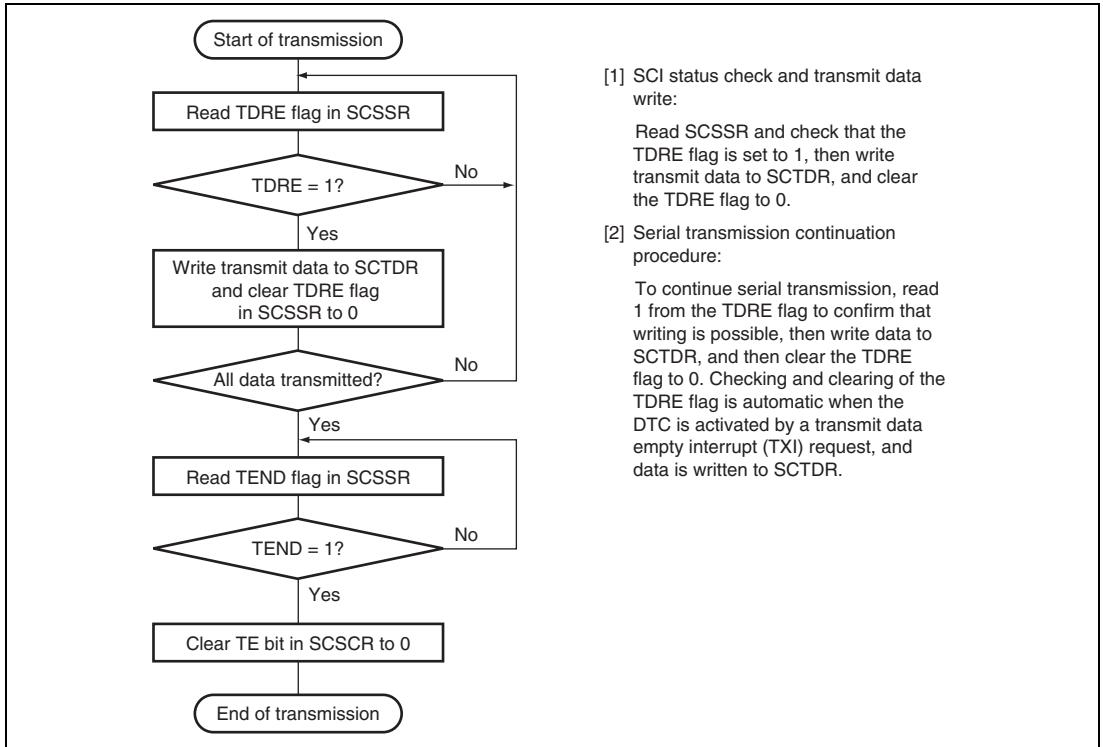 Start of transmission
Read TDRE flag in SCSSR
TDRE = 1?
No
Yes
Write transmit data to SCTDR
and clear TDRE flag
in SCSSR to 0
All data transmitted?
No
Yes
Read TEND flag in SCSSR
TEND = 1?
No
Yes
Clear TE bit in SCSCR to 0
End of transmission
[1] SCI status check and transmit data
write:
Read SCSSR and check that the
TDRE flag is set to 1, then write
transmit data to SCTDR, and clear
the TDRE flag to 0.
[2] Serial transmission continuation
procedure:
To continue serial transmission, read
1 from the TDRE flag to confirm that
writing is possible, then write data to
SCTDR, and then clear the TDRE
flag to 0. Checking and clearing of the
TDRE flag is automatic when the
DTC is activated by a transmit data
empty interrupt (TXI) request, and
data is written to SCTDR.